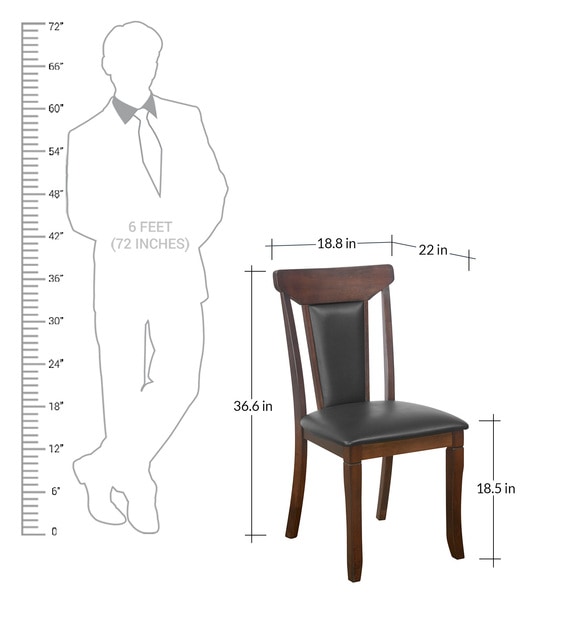 72"
66"
60"
54"
48"
42"
36"
30"
24"
18"
12"
6"
0
6 FEET
(72 INCHES)
18.8 in
22 in
36.6 in
18.5 in